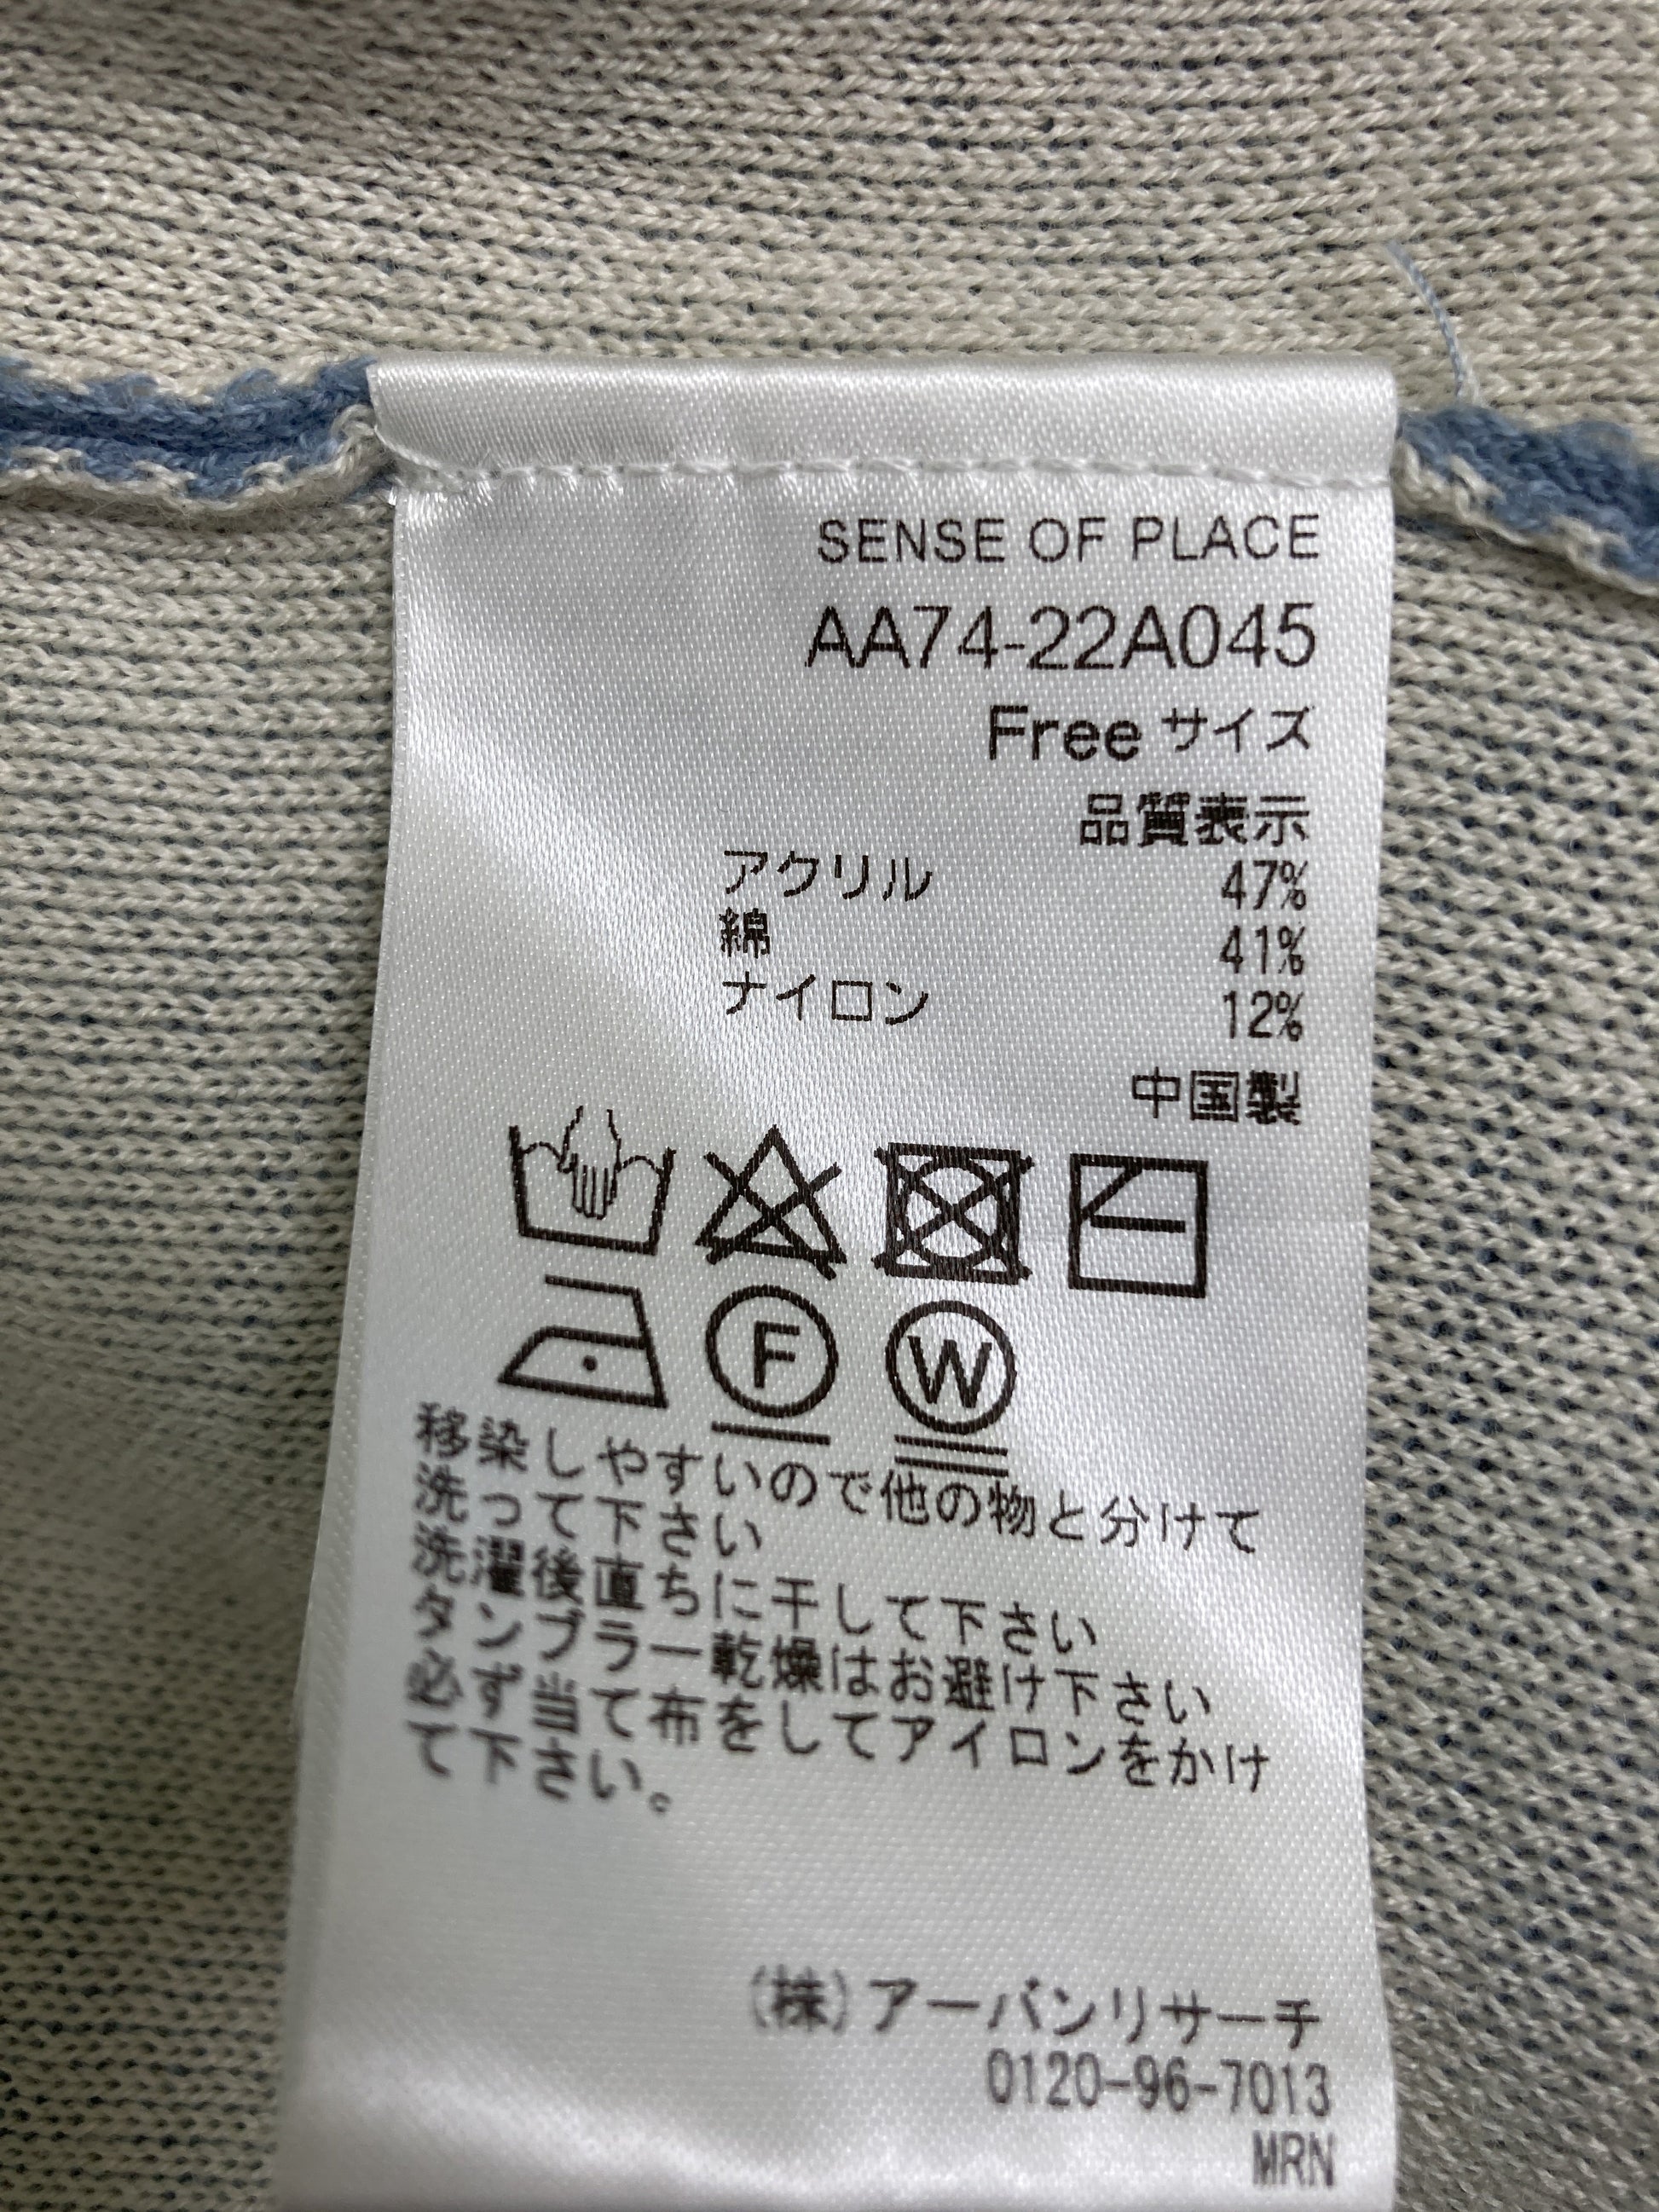 SENSE OF PLACE
AA74-22A045
Free サイズ
品質表示
アクリル 47%
綿 41%
ナイロン 12%
中国製
F W
移染しやすいので他の物と分けて
洗って下さい
洗濯後直ちに干して下さい
タンブラー乾燥はお避け下さい
必ず当て布をしてアイロンをかけ
て下さい。
(株)アーバンリサーチ
0120-96-7013
MRN